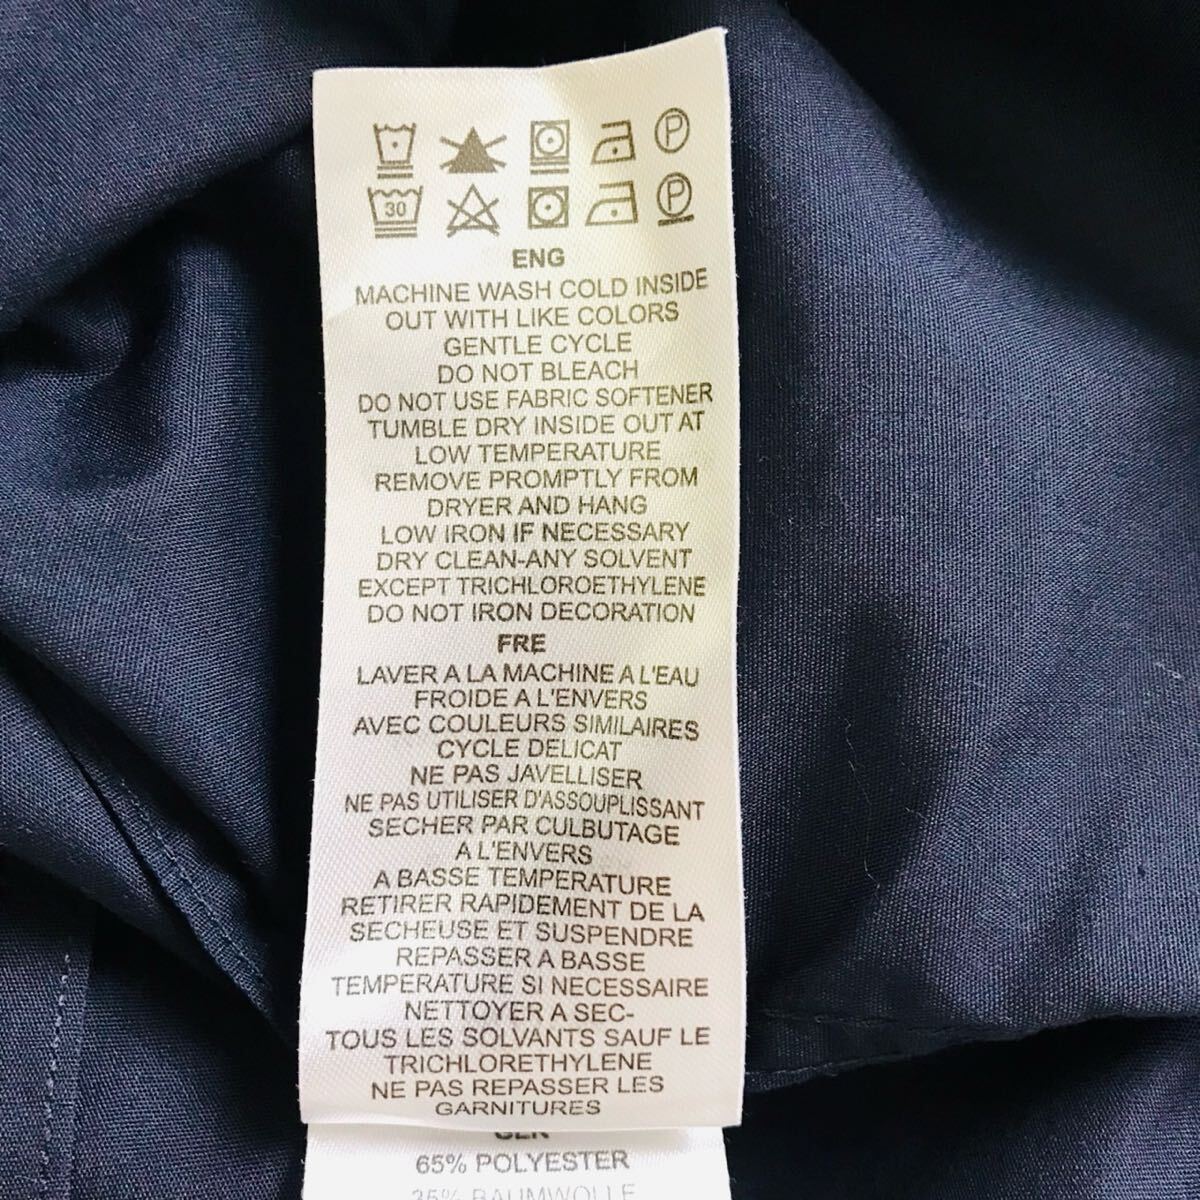 P
30 P
ENG
MACHINE WASH COLD INSIDE
OUT WITH LIKE COLORS
GENTLE CYCLE
DO NOT BLEACH
DO NOT USE FABRIC SOFTENER
TUMBLE DRY INSIDE OUT AT
LOW TEMPERATURE
REMOVE PROMPTLY FROM
DRYER AND HANG
LOW IRON IF NECESSARY
DRY CLEAN-ANY SOLVENT
EXCEPT TRICHLOROETHYLENE
DO NOT IRON DECORATION
FRE
LAVER A LA MACHINE A L'EAU
FROIDE A L'ENVERS
AVEC COULEURS SIMILAIRES
CYCLE DELICAT
NE PAS JAVELLISER
NE PAS UTILISER D'ASSOUPLISSANT
SECHER PAR CULBUTAGE
A L'ENVERS
A BASSE TEMPERATURE
RETIRER RAPIDEMENT DE LA
SECHEUSE ET SUSPENDRE
REPASSER A BASSE
TEMPERATURE SI NECESSAIRE
NETTOYER A SEC-
TOUS LES SOLVANTS SAUF LE
TRICHLORETHYLENE
NE PAS REPASSER LES
GARNITURES
65% POLYESTER
35% BAUMWOLLE